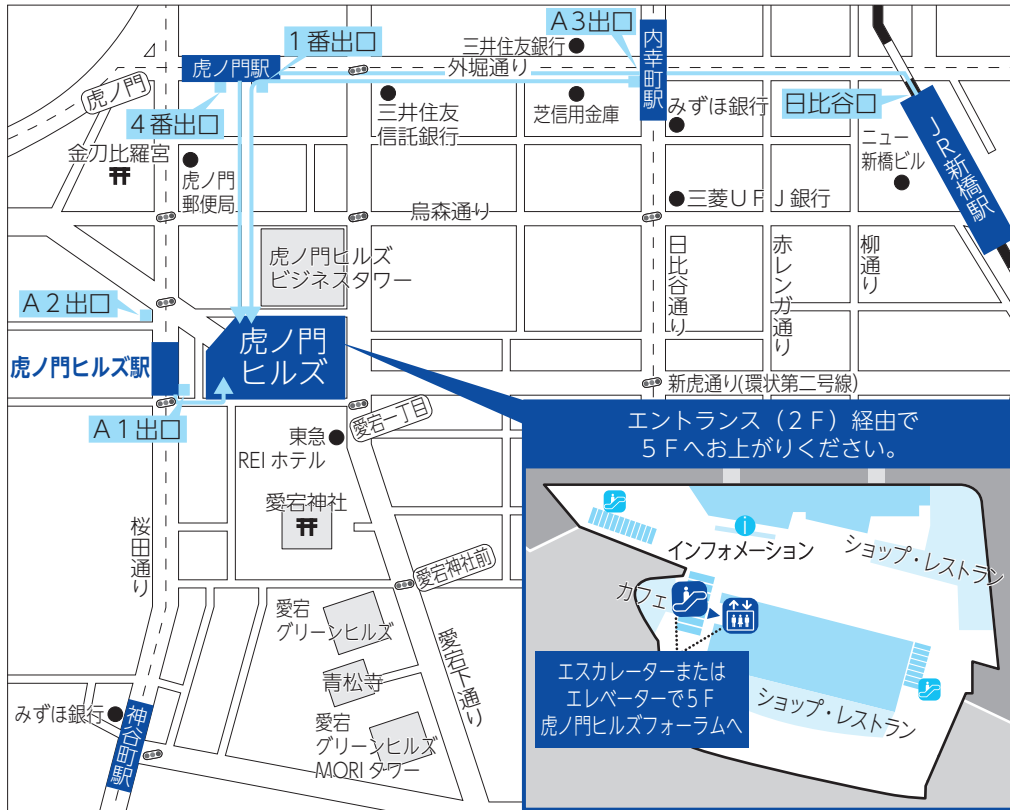 1番出口
A3出口
三井住友銀行
外堀通り
内幸町駅
虎ノ門駅
虎ノ門
4番出口
三井住友
信託銀行
芝信用金庫
みずほ銀行
日比谷口
JR新橋駅
ニュー
新橋ビル
金刀比羅宮
虎ノ門
郵便局
三菱UFJ銀行
烏森通り
日比谷通り
赤レンガ通り
柳通り
虎ノ門ヒルズ
ビジネスタワー
A2出口
虎ノ門
ヒルズ
虎ノ門ヒルズ駅
新虎通り(環状第二号線)
A1出口
愛宕一丁目
東急
REIホテル
愛宕神社
桜田通り
愛宕神社前
愛宕
グリーンヒルズ
愛宕下通り
青松寺
愛宕
グリーンヒルズ
MORIタワー
みずほ銀行
神谷町駅
エントランス(2F)経由で
5Fへお上がりください。
インフォメーション
ショップ・レストラン
カフェ
エスカレーターまたは
エレベーターで5F
虎ノ門ヒルズフォーラムへ
ショップ・レストラン